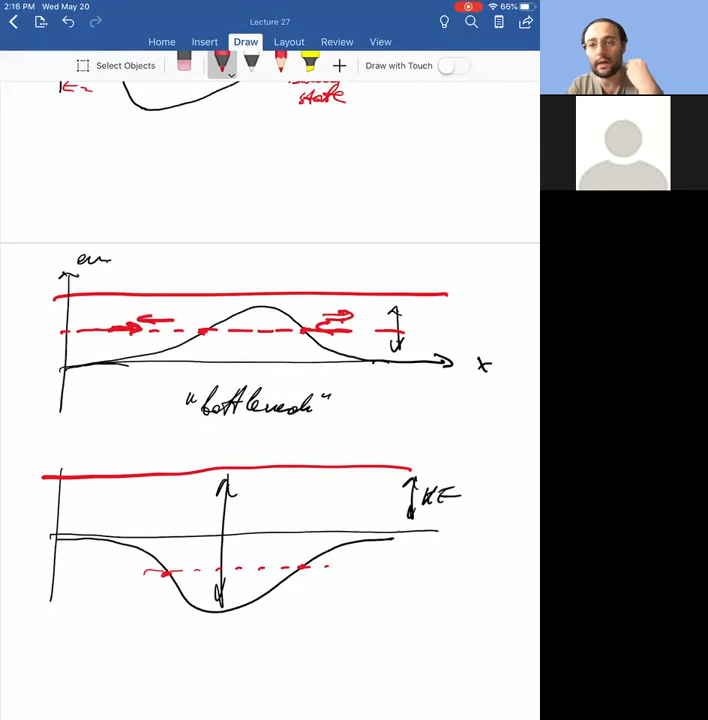 2:16 PM Wed May 20
66%
Lecture 27
Home Insert Draw Layout Review View
Select Objects
Draw with Touch
state
en.
x
"bottleneck"
KE